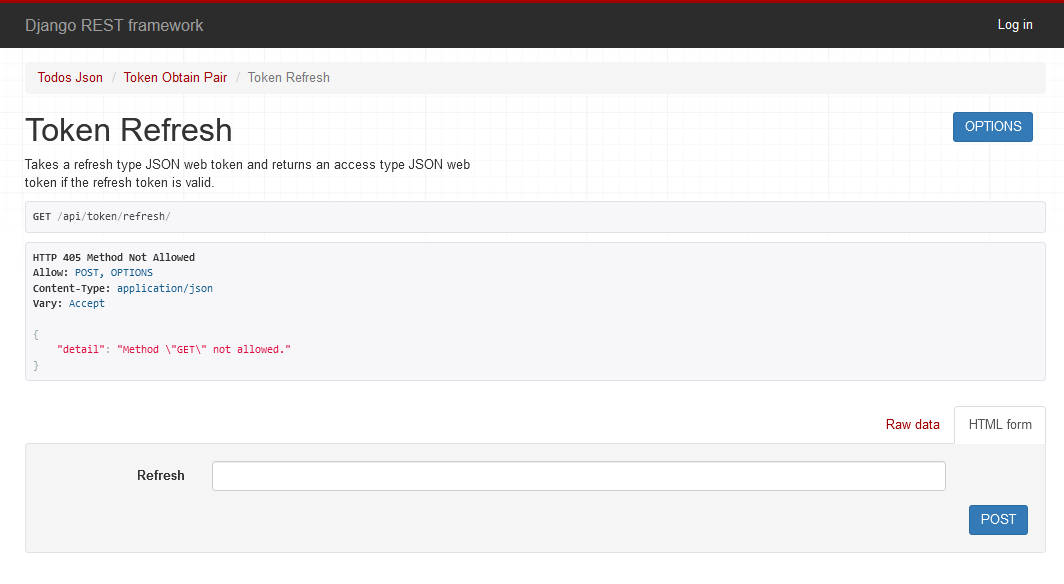 Django REST framework
Log in
Todos Json / Token Obtain Pair / Token Refresh
Token Refresh
OPTIONS
Takes a refresh type JSON web token and returns an access type JSON web
token if the refresh token is valid.
GET /api/token/refresh/
HTTP 405 Method Not Allowed
Allow: POST, OPTIONS
Content-Type: application/json
Vary: Accept
{
    "detail": "Method \"GET\" not allowed."
}
Raw data
HTML form
Refresh
POST